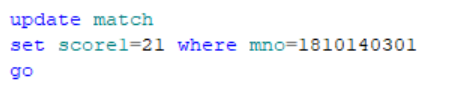 update match
set score1=21 where mno=1810140301
go